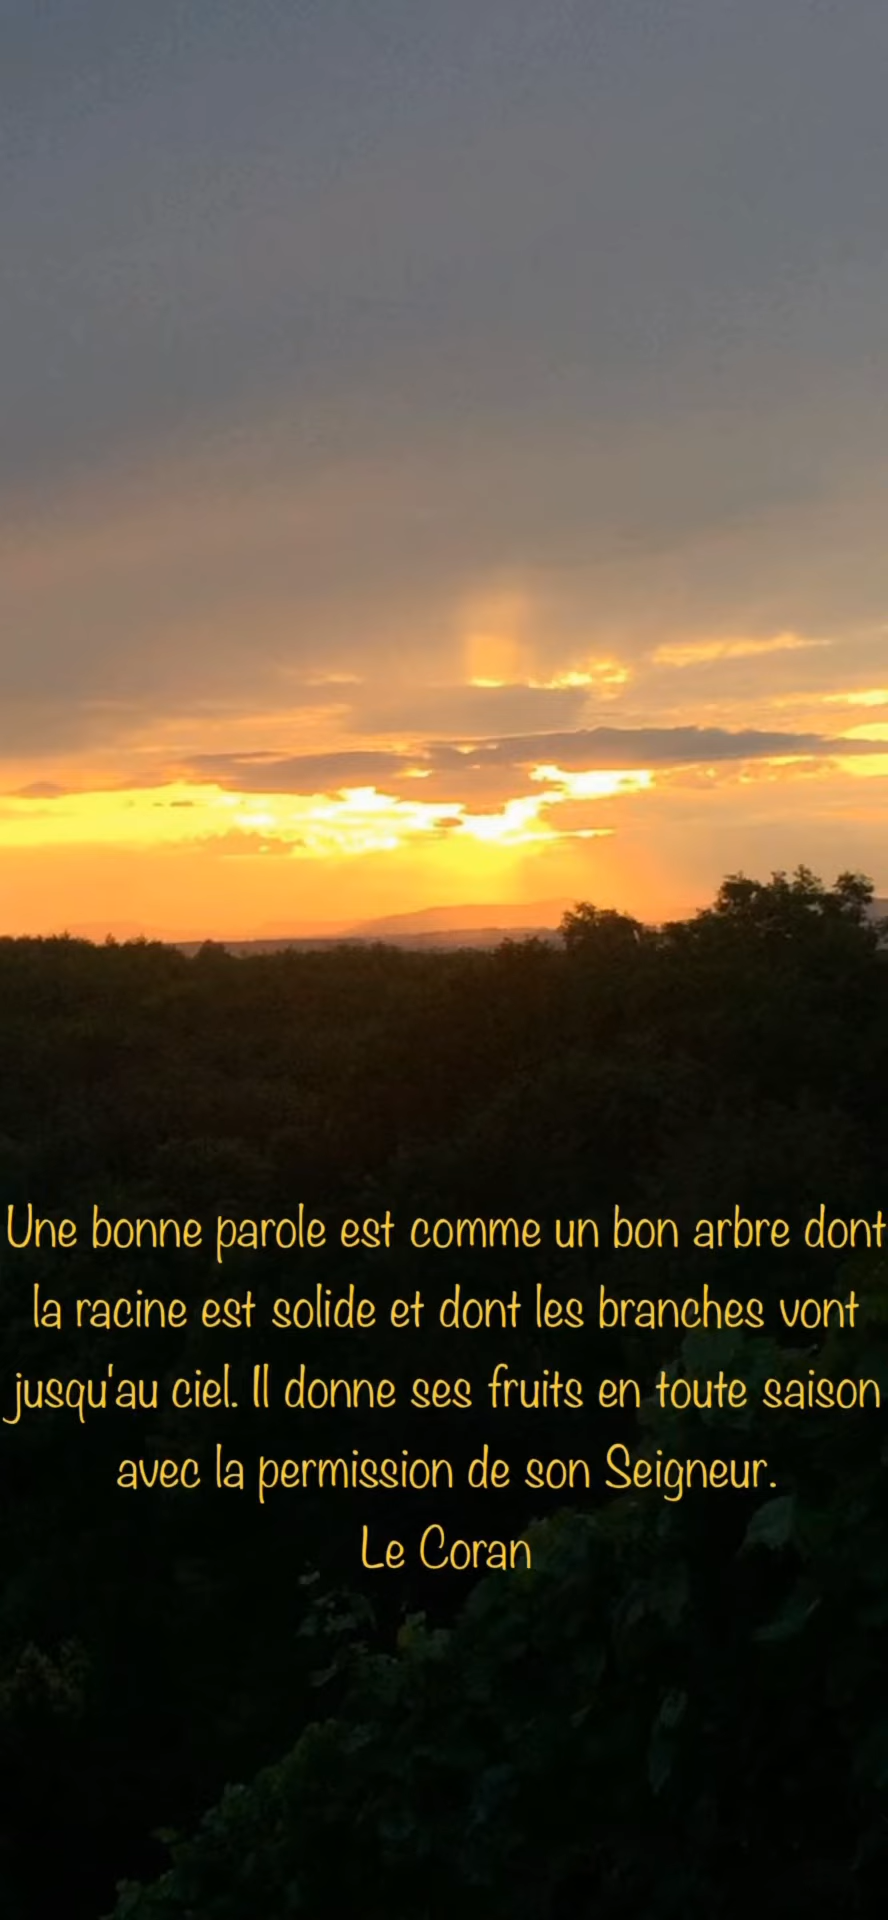 Une bonne parole est comme un bon arbre dont
la racine est solide et dont les branches vont
jusqu'au ciel. Il donne ses fruits en toute saison
avec la permission de son Seigneur.
Le Coran